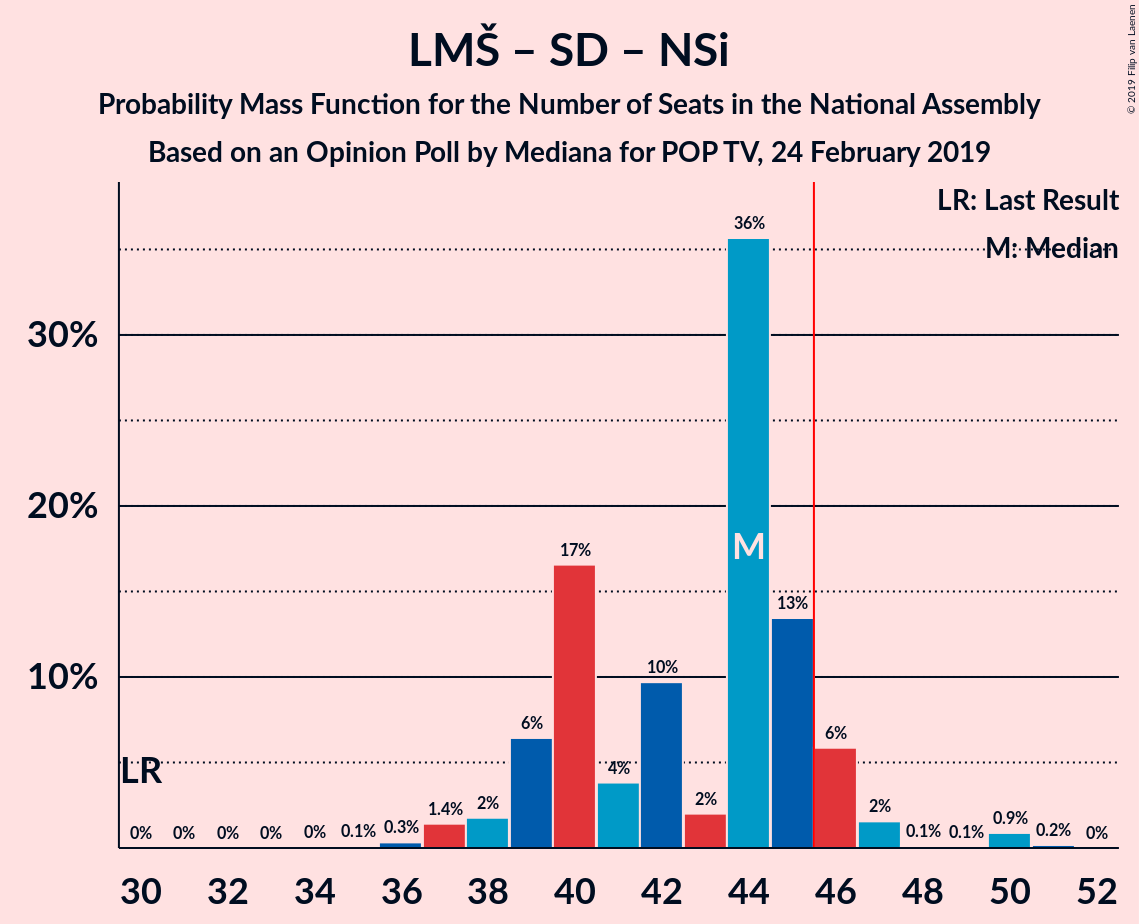 LMŠ – SD – NSi
Probability Mass Function for the Number of Seats in the National Assembly
Based on an Opinion Poll by Mediana for POP TV, 24 February 2019
© 2019 Filip van Laenen
LR: Last Result
M: Median
30%
20%
10%
LR
M
0%
0%
0%
0%
0%
0.1%
0.3%
1.4%
2%
6%
17%
4%
10%
2%
36%
13%
6%
2%
0.1%
0.1%
0.9%
0.2%
0%
30 32 34 36 38 40 42 44 46 48 50 52